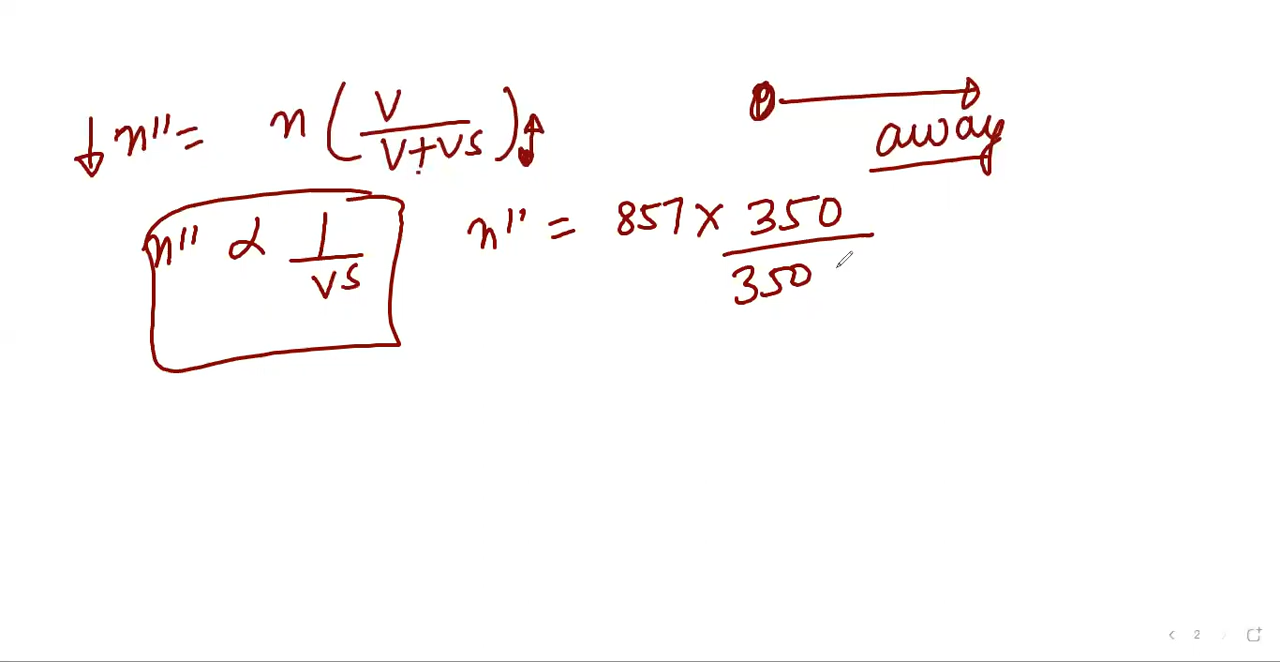 n'' = n ( V / V+VS )
away
n'' ∝ 1 / VS
n'' = 857 × 350 / 350
2